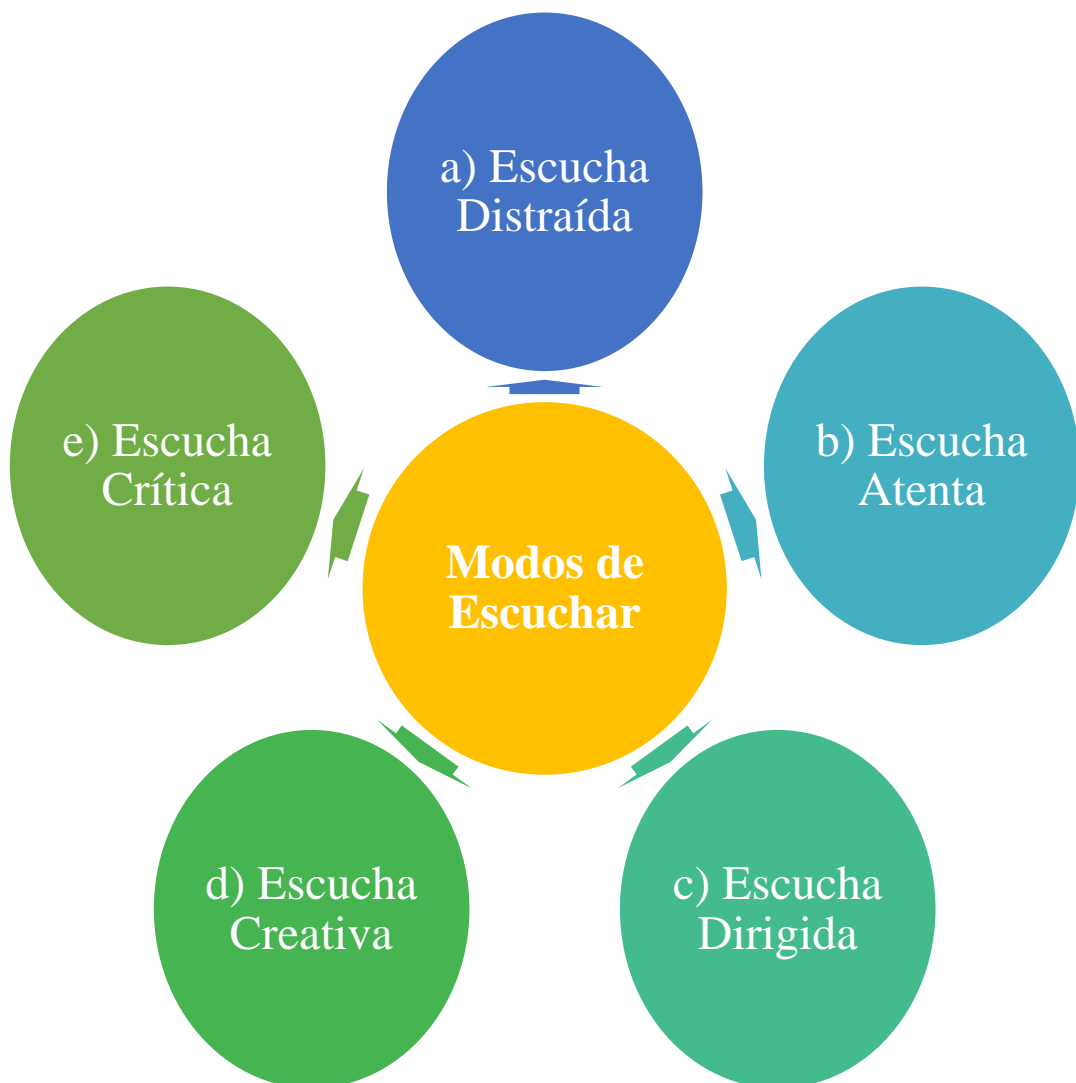 a) Escucha
Distraída
b) Escucha
Atenta
c) Escucha
Dirigida
d) Escucha
Creativa
e) Escucha
Crítica
Modos de
Escuchar